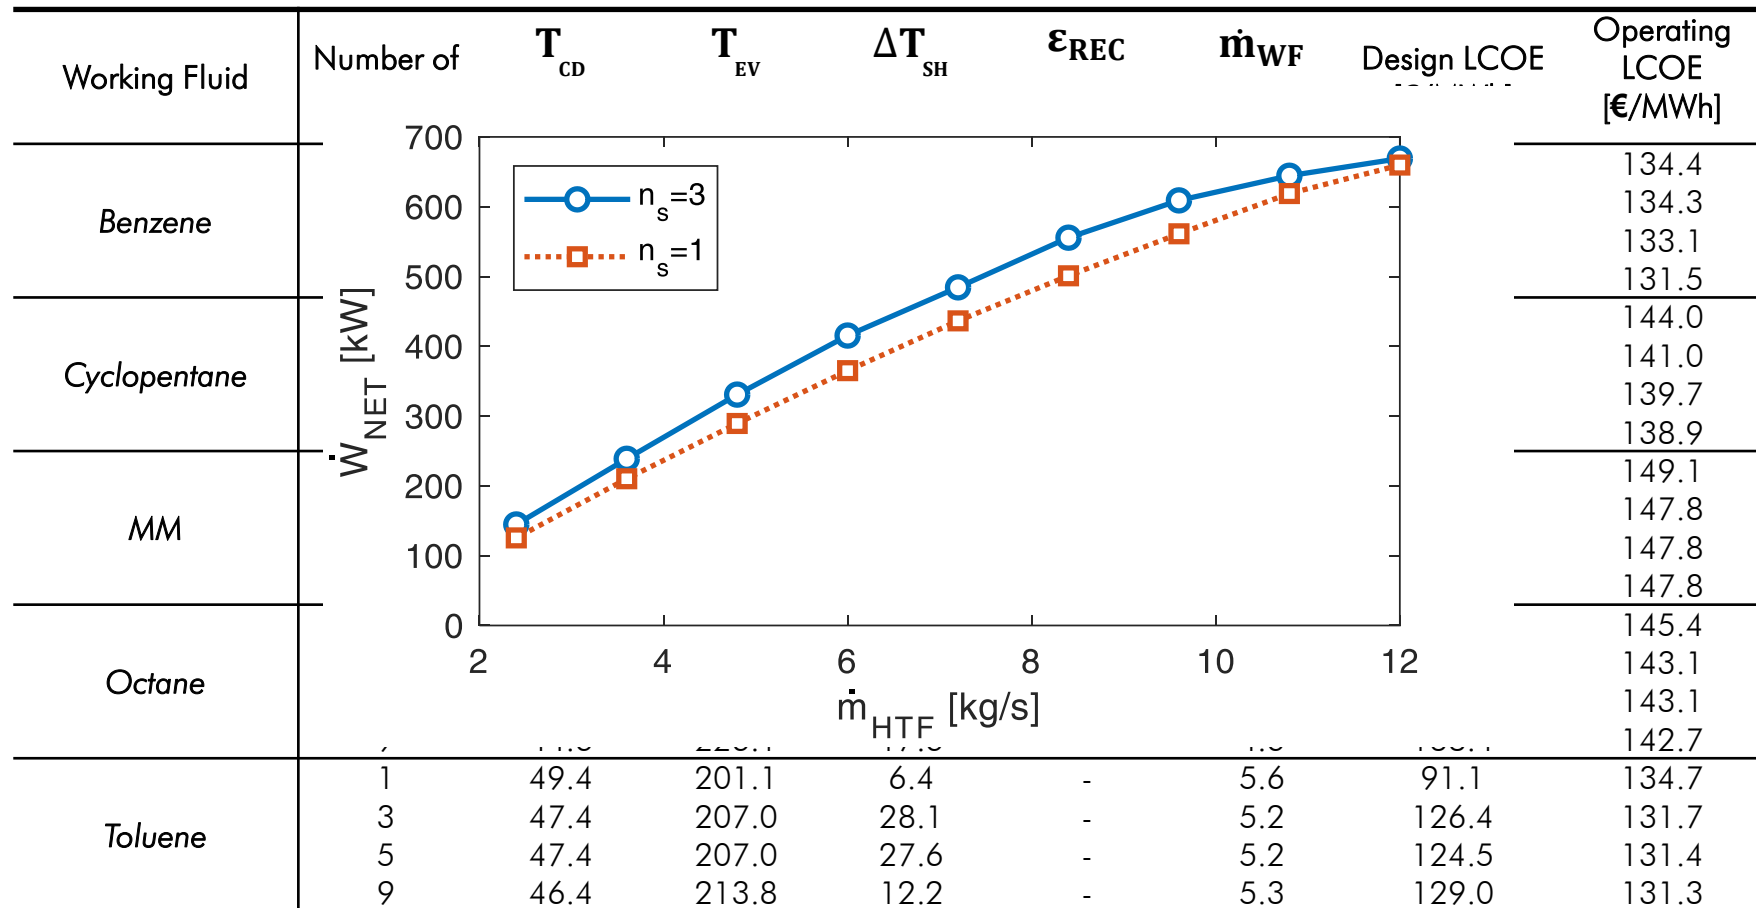 Working Fluid Number of T CD T EV ΔT SH εREC ṁWF Design LCOE Operating LCOE [€/MWh]
Benzene
134.4
134.3
133.1
131.5
Cyclopentane
144.0
141.0
139.7
138.9
MM
149.1
147.8
147.8
147.8
Octane
145.4
143.1
143.1
142.7
Toluene
1 49.4 201.1 6.4 - 5.6 91.1 134.7
3 47.4 207.0 28.1 - 5.2 126.4 131.7
5 47.4 207.0 27.6 - 5.2 124.5 131.4
9 46.4 213.8 12.2 - 5.3 129.0 131.3
700
600
500
400
300
200
100
0
ẆNET [kW]
n s=3
n s=1
2 4 6 8 10 12
ṁHTF [kg/s]